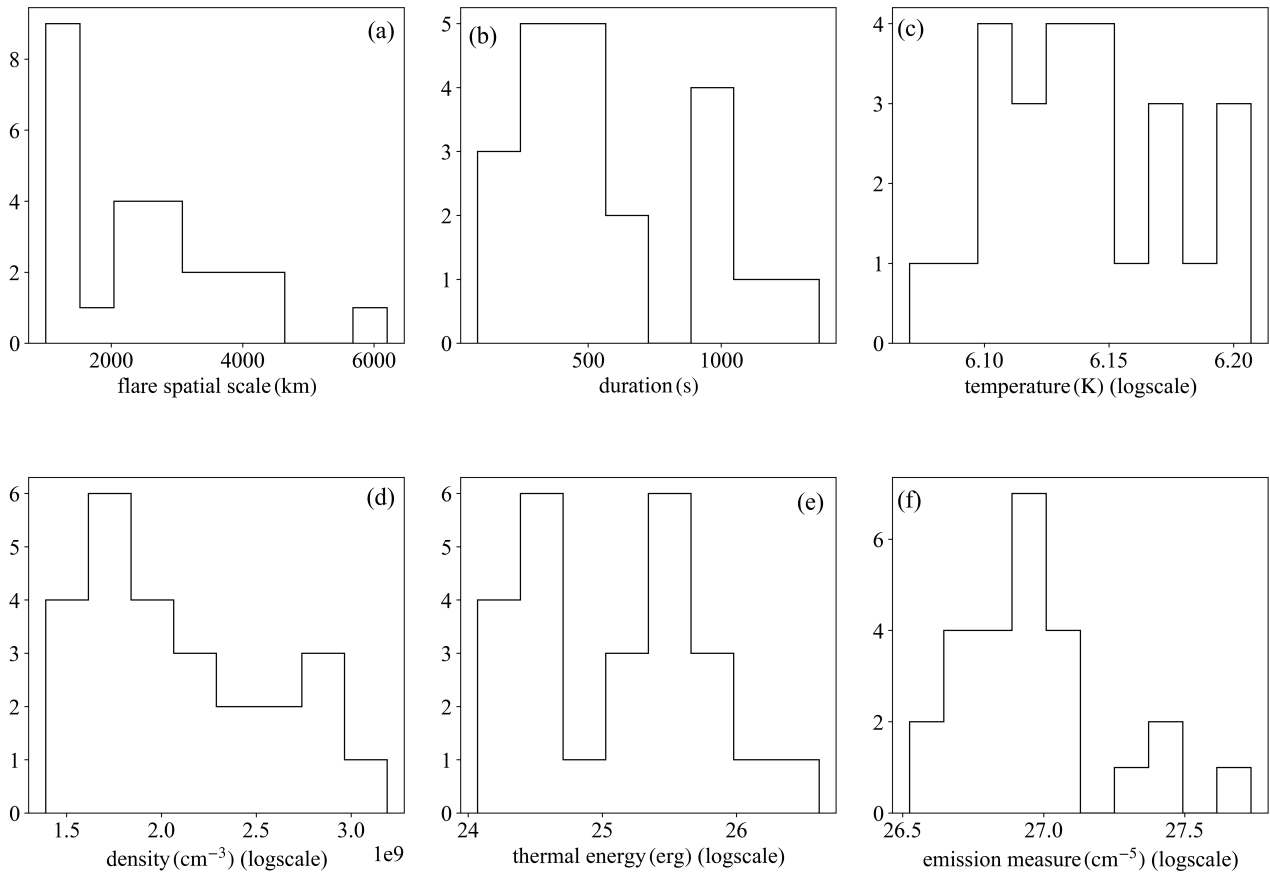 (a)
8
6
4
2
0
2000 4000 6000
flare spatial scale (km)
(b)
5
4
3
2
1
0
500 1000
duration (s)
(c)
4
3
2
1
0
6.10 6.15 6.20
temperature (K) (logscale)
(d)
6
5
4
3
2
1
0
1.5 2.0 2.5 3.0
density (cm⁻³) (logscale) 1e9
(e)
6
5
4
3
2
1
0
24 25 26
thermal energy (erg) (logscale)
(f)
6
4
2
0
26.5 27.0 27.5
emission measure (cm⁻⁵) (logscale)